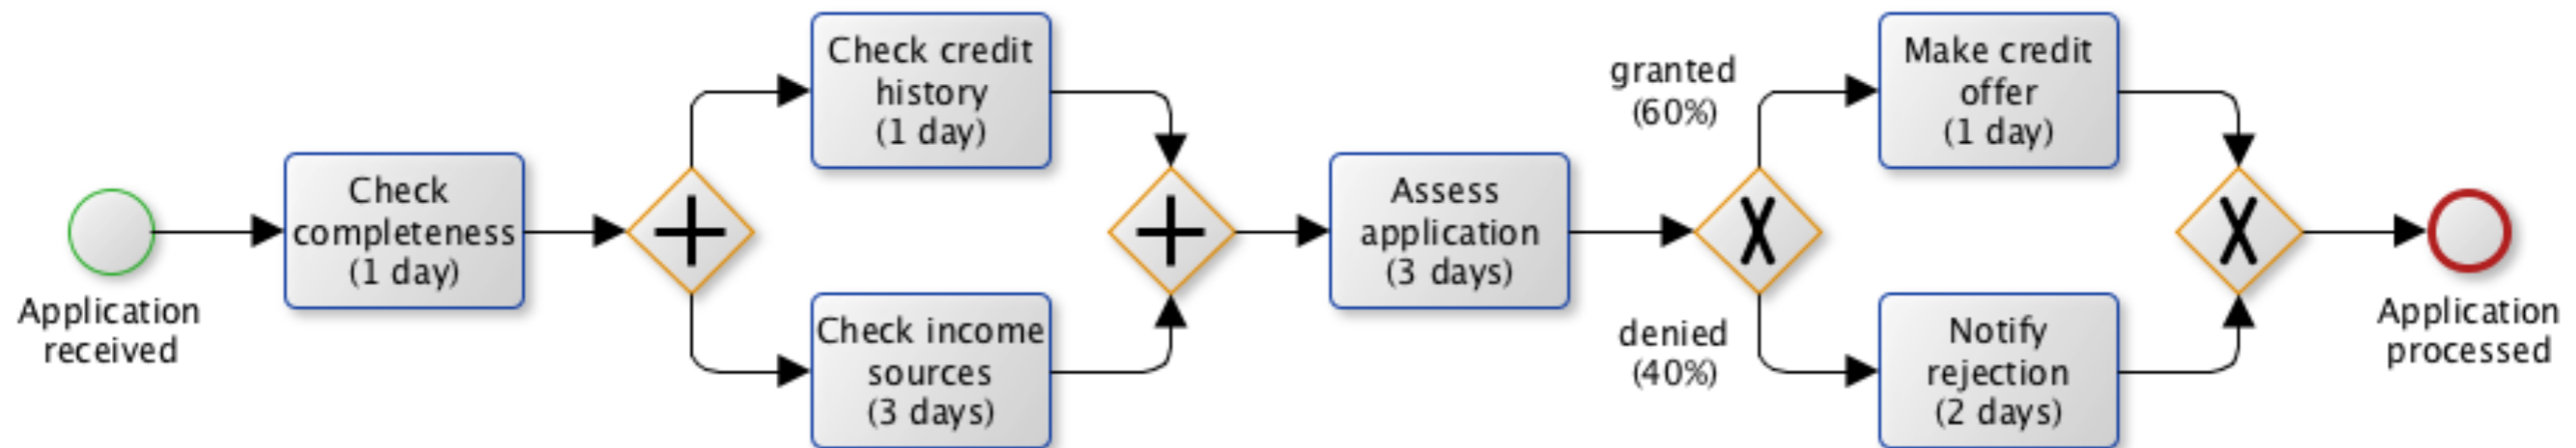 Application
received
Check
completeness
(1 day)
Check credit
history
(1 day)
Check income
sources
(3 days)
Assess
application
(3 days)
granted
(60%)
denied
(40%)
Make credit
offer
(1 day)
Notify
rejection
(2 days)
Application
processed